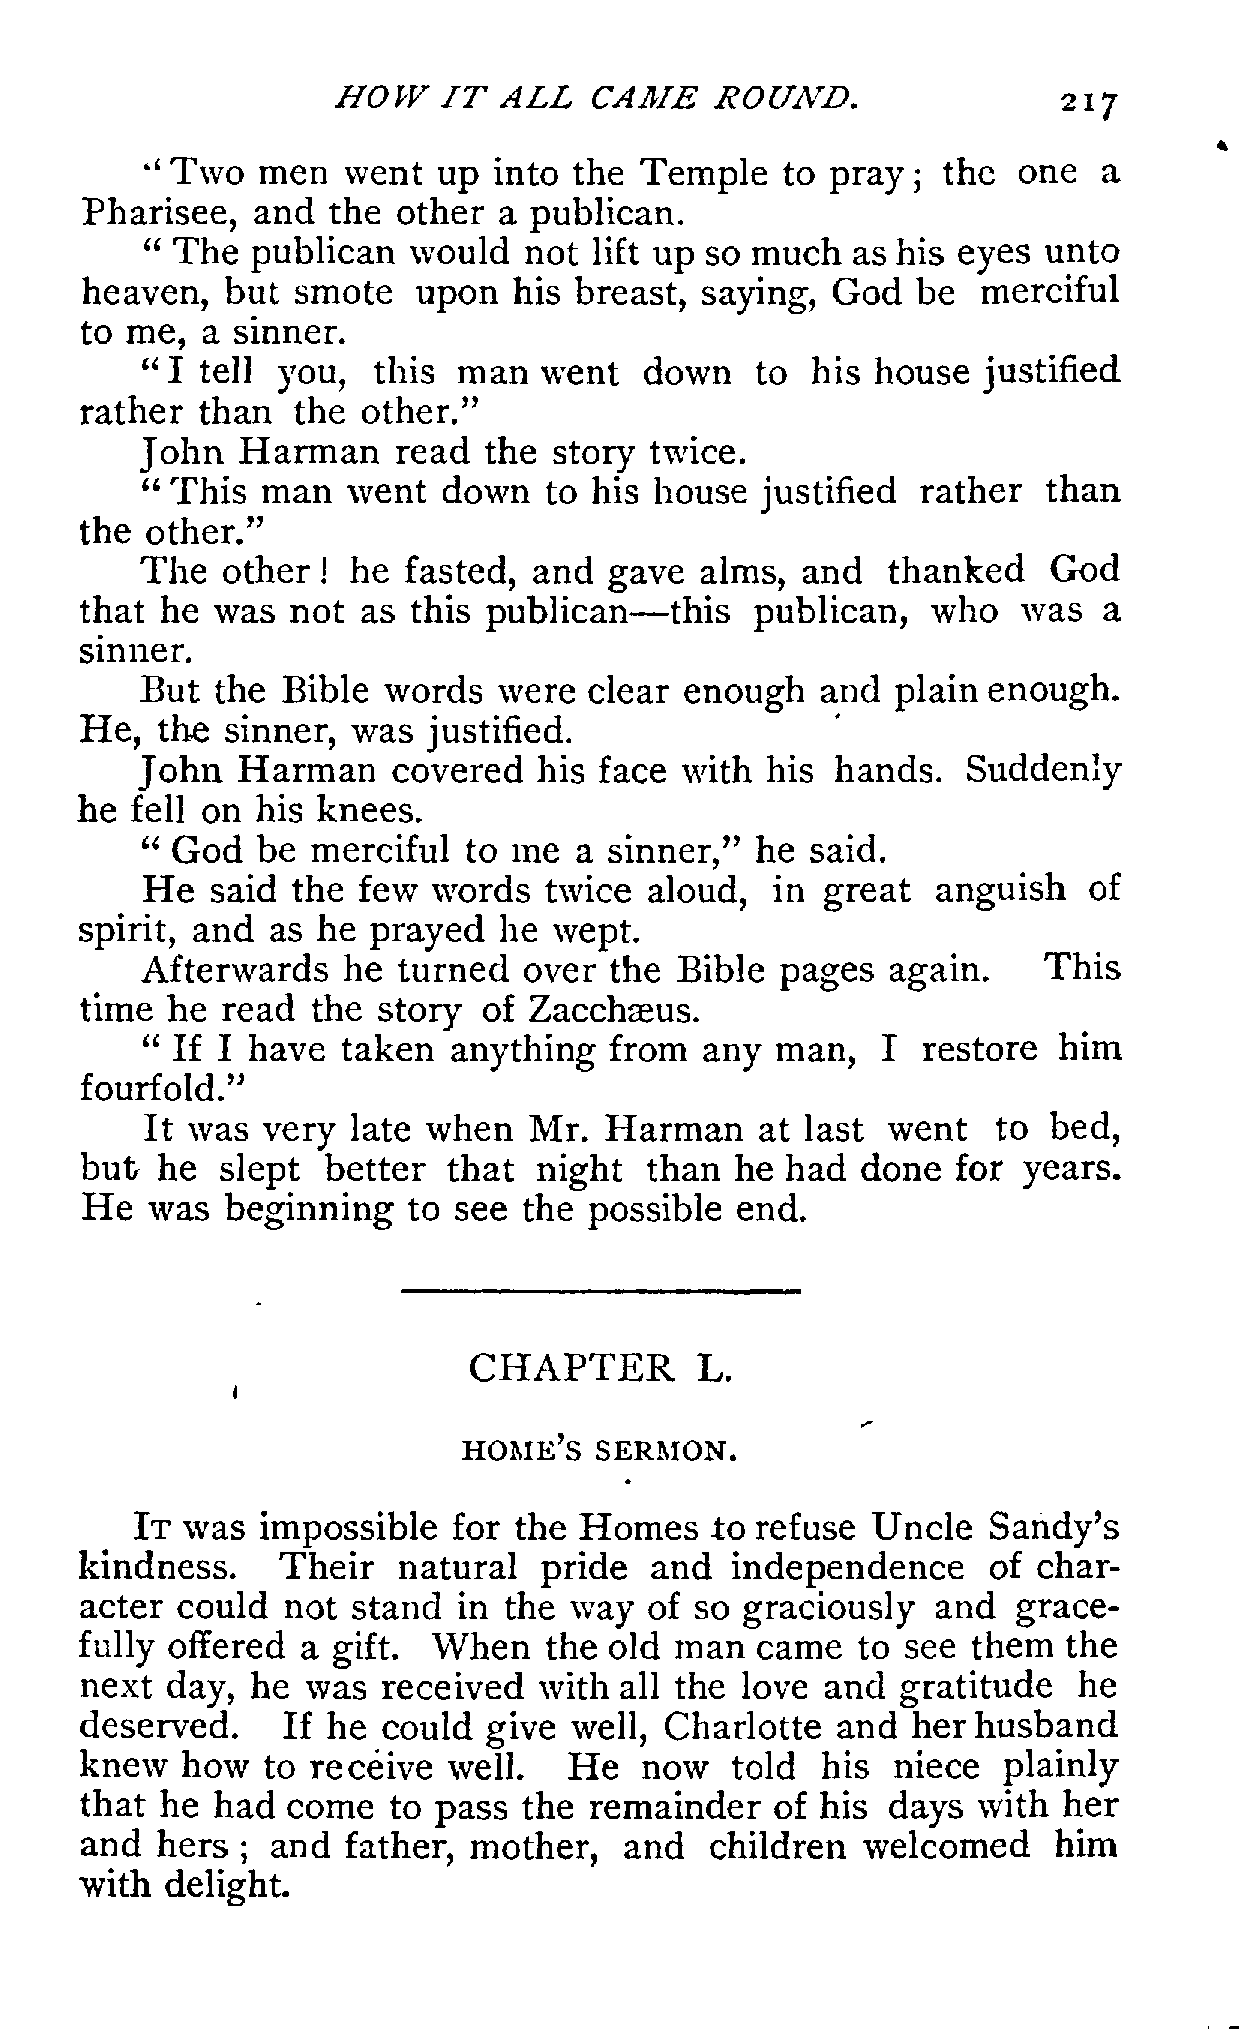 HOW IT ALL CAME ROUND. 217
“ Two men went up into the Temple to pray ; the one a
Pharisee, and the other a publican.
“ The publican would not lift up so much as his eyes unto
heaven, but smote upon his breast, saying, God be merciful
to me, a sinner.
“ I tell you, this man went down to his house justified
rather than the other.”
John Harman read the story twice.
“ This man went down to his house justified rather than
the other.”
The other ! he fasted, and gave alms, and thanked God
that he was not as this publican—this publican, who was a
sinner.
But the Bible words were clear enough and plain enough.
He, the sinner, was justified.
John Harman covered his face with his hands. Suddenly
he fell on his knees.
“ God be merciful to me a sinner,” he said.
He said the few words twice aloud, in great anguish of
spirit, and as he prayed he wept.
Afterwards he turned over the Bible pages again. This
time he read the story of Zacchæus.
“ If I have taken anything from any man, I restore him
fourfold.”
It was very late when Mr. Harman at last went to bed,
but he slept better that night than he had done for years.
He was beginning to see the possible end.
CHAPTER L.
HOME’S SERMON.
IT was impossible for the Homes to refuse Uncle Sandy’s
kindness. Their natural pride and independence of char-
acter could not stand in the way of so graciously and grace-
fully offered a gift. When the old man came to see them the
next day, he was received with all the love and gratitude he
deserved. If he could give well, Charlotte and her husband
knew how to receive well. He now told his niece plainly
that he had come to pass the remainder of his days with her
and hers ; and father, mother, and children welcomed him
with delight.